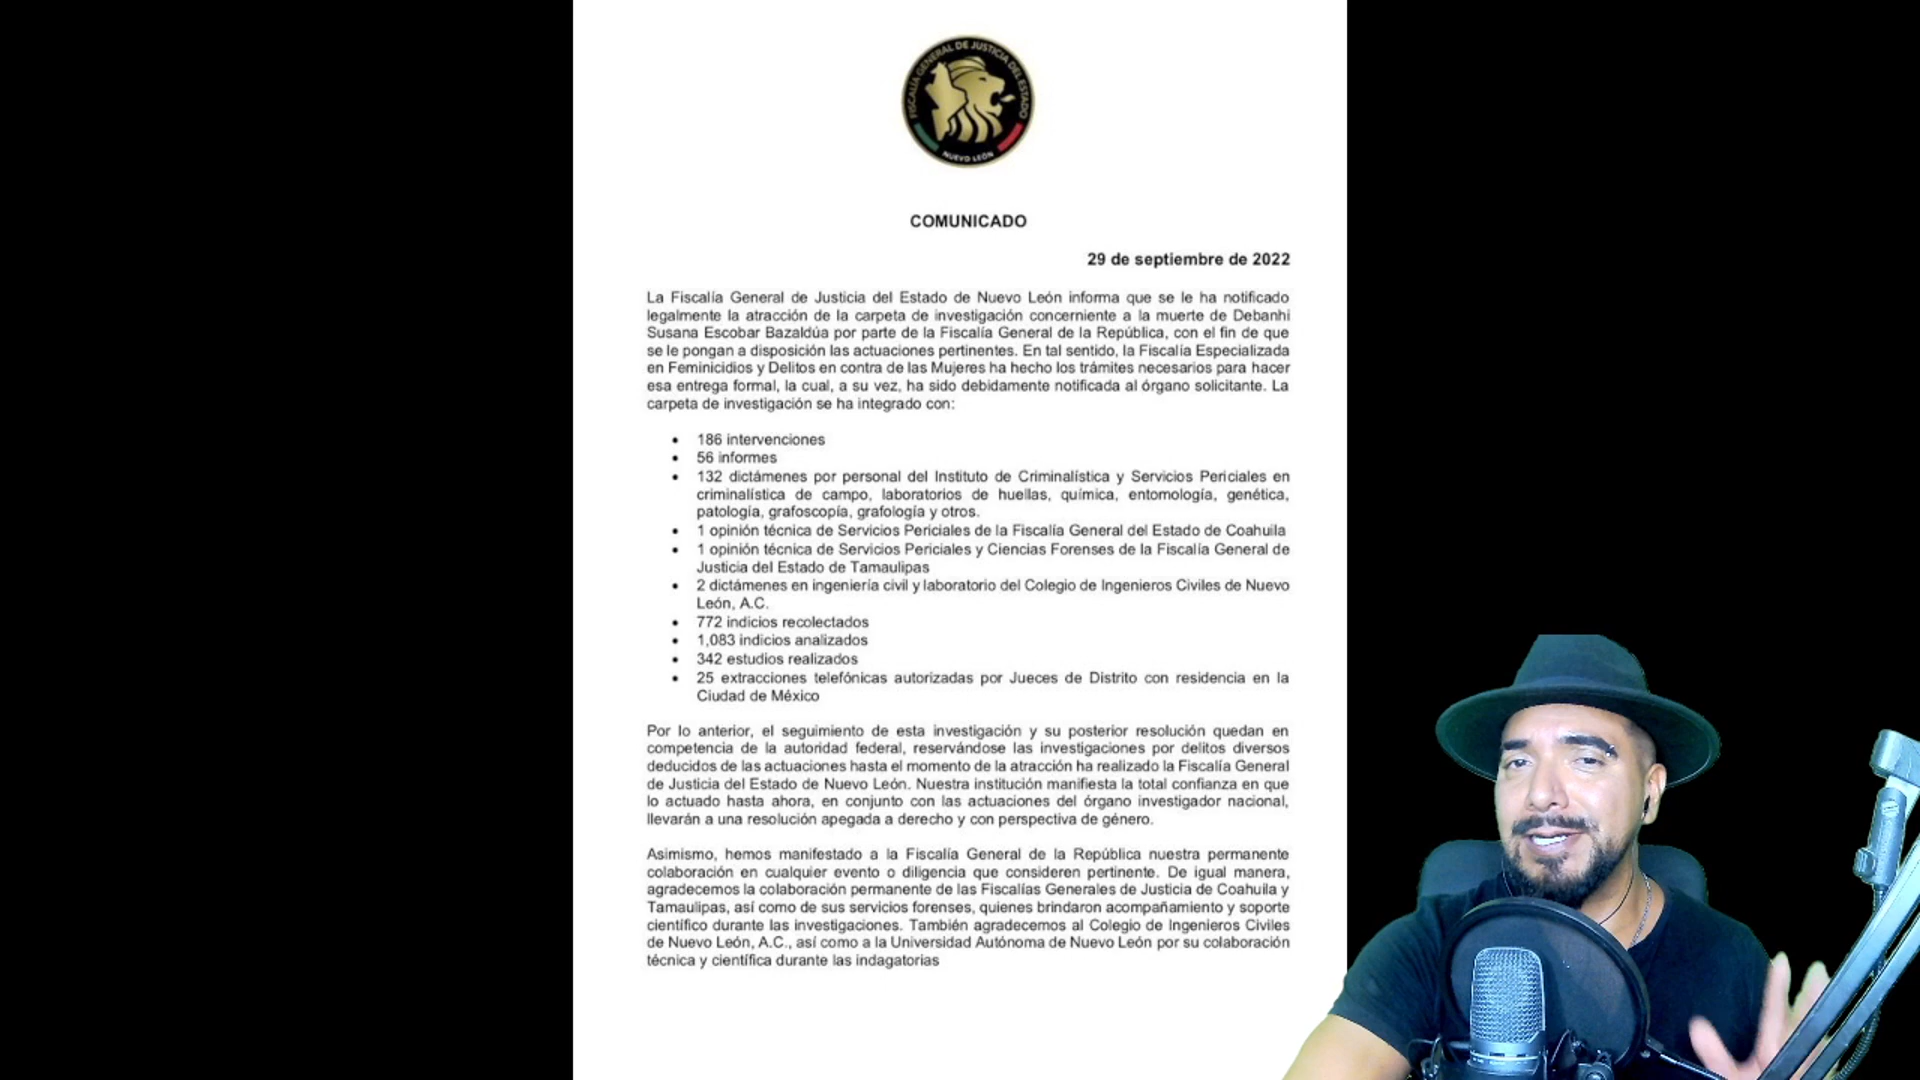 FISCALÍA GENERAL DE JUSTICIA DEL ESTADO
NUEVO LEÓN
COMUNICADO
29 de septiembre de 2022
La Fiscalía General de Justicia del Estado de Nuevo León informa que se le ha notificado
legalmente la atracción de la carpeta de investigación concerniente a la muerte de Debanhi
Susana Escobar Bazaldúa por parte de la Fiscalía General de la República, con el fin de que
se le pongan a disposición las actuaciones pertinentes. En tal sentido, la Fiscalía Especializada
en Feminicidios y Delitos en contra de las Mujeres ha hecho los trámites necesarios para hacer
esa entrega formal, la cual, a su vez, ha sido debidamente notificada al órgano solicitante. La
carpeta de investigación se ha integrado con:
• 186 intervenciones
• 56 informes
• 132 dictámenes por personal del Instituto de Criminalística y Servicios Periciales en
criminalística de campo, laboratorios de huellas, química, entomología, genética,
patología, grafoscopía, grafología y otros.
• 1 opinión técnica de Servicios Periciales de la Fiscalía General del Estado de Coahuila
• 1 opinión técnica de Servicios Periciales y Ciencias Forenses de la Fiscalía General de
Justicia del Estado de Tamaulipas
• 2 dictámenes en ingeniería civil y laboratorio del Colegio de Ingenieros Civiles de Nuevo
León, A.C.
• 772 indicios recolectados
• 1,083 indicios analizados
• 342 estudios realizados
• 25 extracciones telefónicas autorizadas por Jueces de Distrito con residencia en la
Ciudad de México
Por lo anterior, el seguimiento de esta investigación y su posterior resolución quedan en
competencia de la autoridad federal, reservándose las investigaciones por delitos diversos
deducidos de las actuaciones hasta el momento de la atracción ha realizado la Fiscalía General
de Justicia del Estado de Nuevo León. Nuestra institución manifiesta la total confianza en que
lo actuado hasta ahora, en conjunto con las actuaciones del órgano investigador nacional,
llevarán a una resolución apegada a derecho y con perspectiva de género.
Asimismo, hemos manifestado a la Fiscalía General de la República nuestra permanente
colaboración en cualquier evento o diligencia que consideren pertinente. De igual manera,
agradecemos la colaboración permanente de las Fiscalías Generales de Justicia de Coahuila y
Tamaulipas, así como de sus servicios forenses, quienes brindaron acompañamiento y soporte
científico durante las investigaciones. También agradecemos al Colegio de Ingenieros Civiles
de Nuevo León, A.C., así como a la Universidad Autónoma de Nuevo León por su colaboración
técnica y científica durante las indagatorias